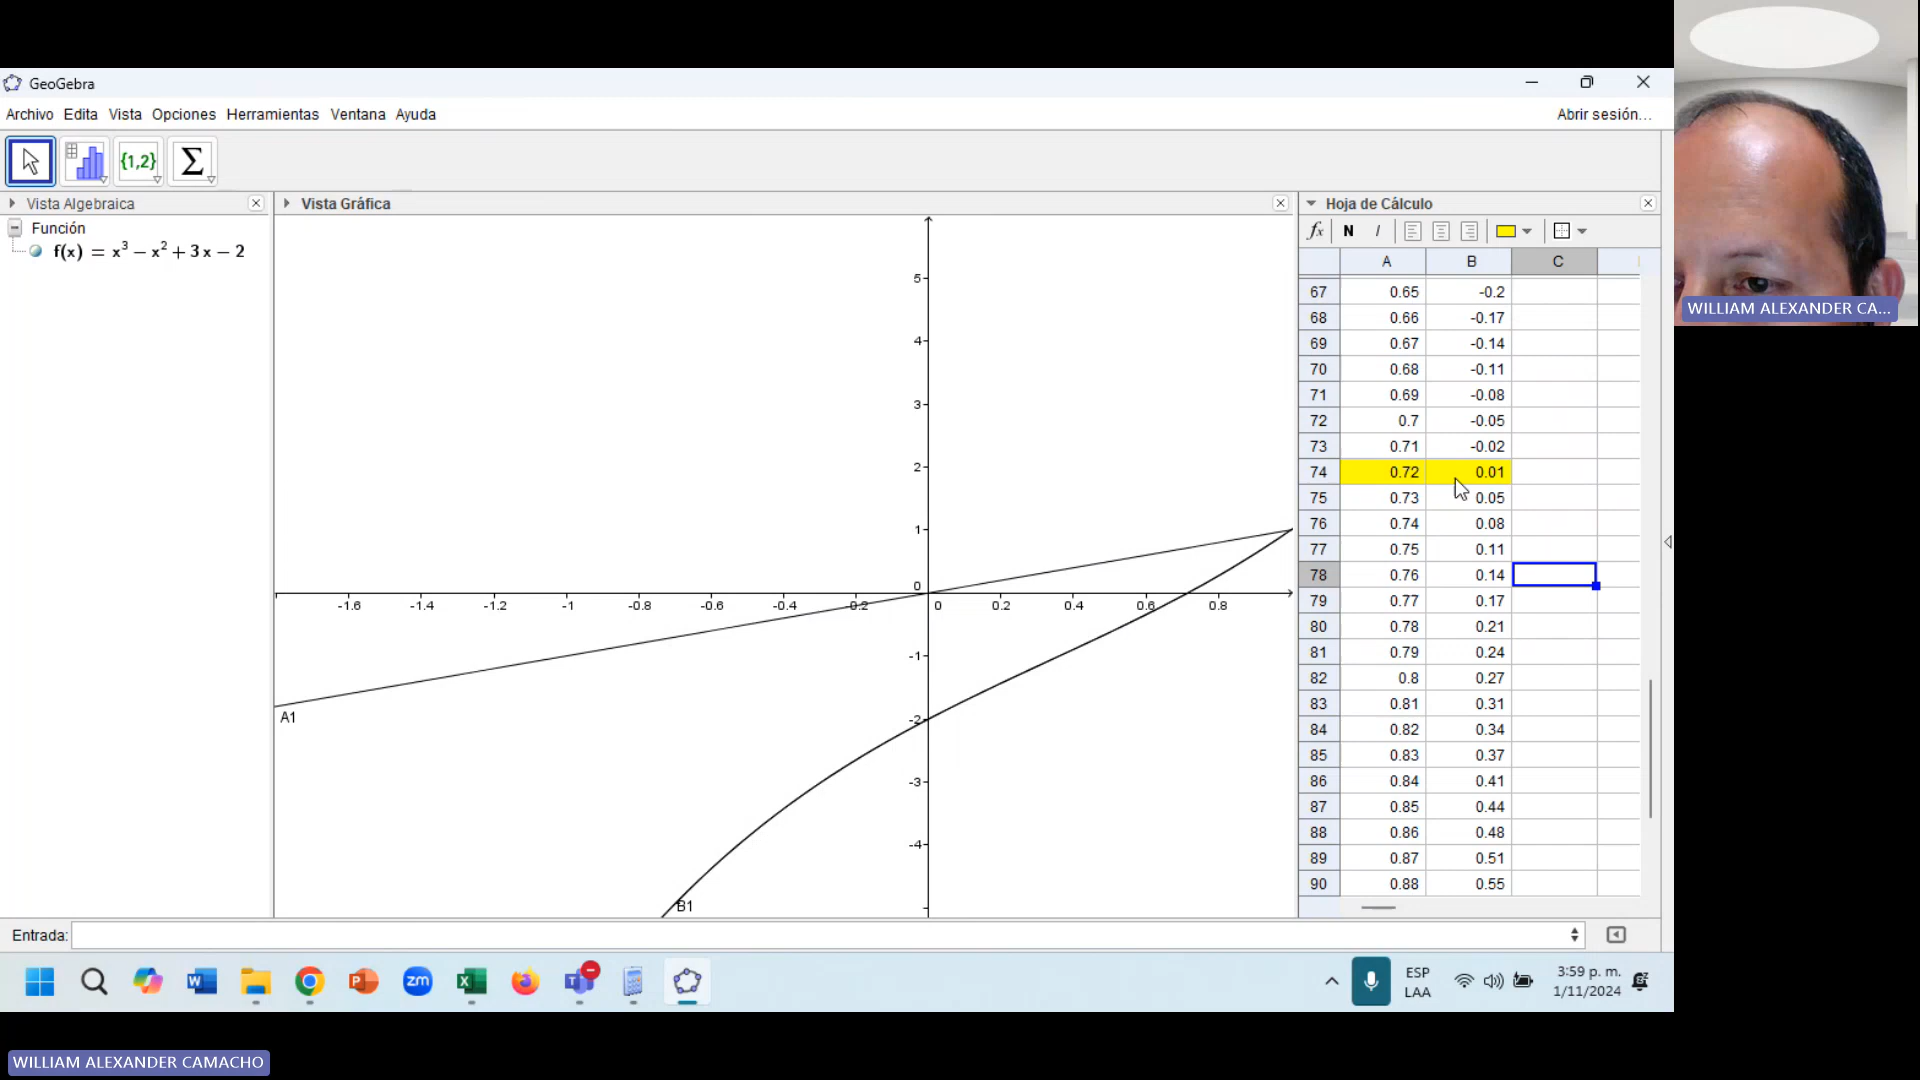 GeoGebra
Archivo Edita Vista Opciones Herramientas Ventana Ayuda
Abrir sesión...
{1,2} Σ
Vista Algebraica
Vista Gráfica
Hoja de Cálculo
Función
f(x) = x³ − x² + 3 x − 2
fx N I
A B C
67 0.65 -0.2
68 0.66 -0.17
69 0.67 -0.14
70 0.68 -0.11
71 0.69 -0.08
72 0.7 -0.05
73 0.71 -0.02
74 0.72 0.01
75 0.73 0.05
76 0.74 0.08
77 0.75 0.11
78 0.76 0.14
79 0.77 0.17
80 0.78 0.21
81 0.79 0.24
82 0.8 0.27
83 0.81 0.31
84 0.82 0.34
85 0.83 0.37
86 0.84 0.41
87 0.85 0.44
88 0.86 0.48
89 0.87 0.51
90 0.88 0.55
5
4
3
2
1
0
-1.6 -1.4 -1.2 -1 -0.8 -0.6 -0.4 -0.2 0 0.2 0.4 0.6 0.8
-1
-2
-3
-4
A1
B1
Entrada:
W P zm X T
ESP
LAA
3:59 p. m.
1/11/2024
WILLIAM ALEXANDER CA...
WILLIAM ALEXANDER CAMACHO